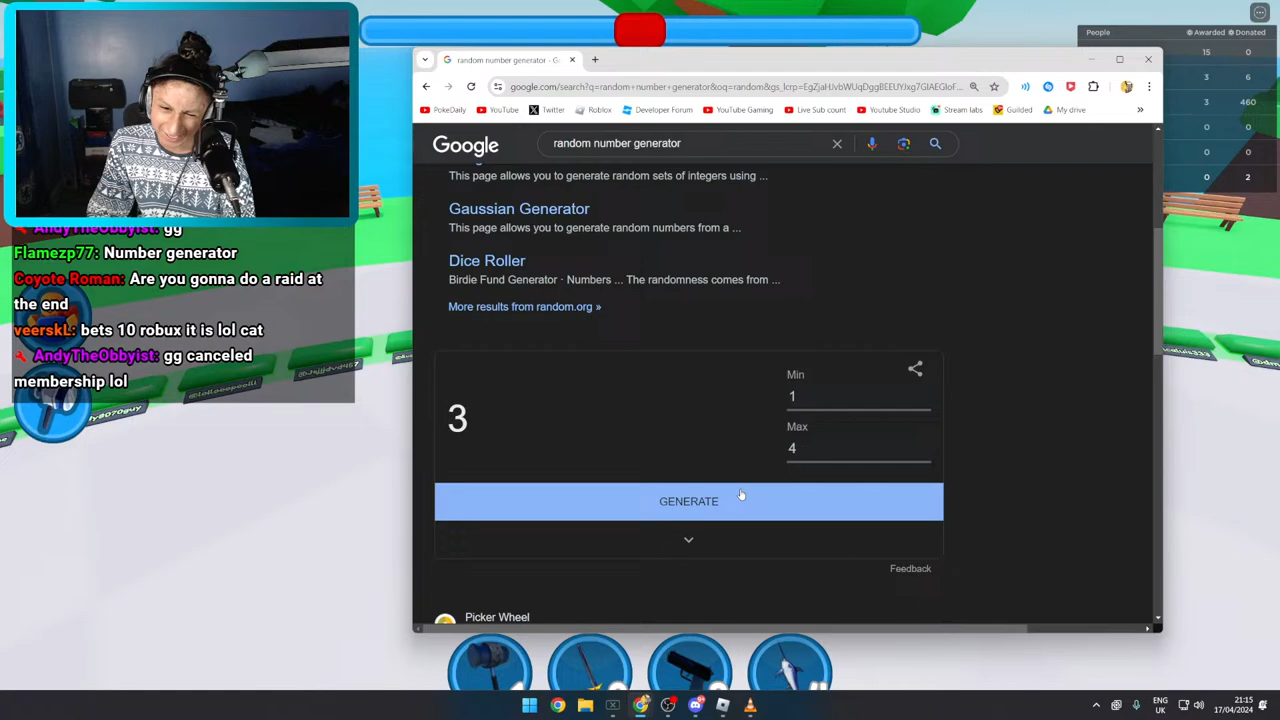 AndyTheObbyist: gg
Flamezp77: Number generator
Coyote Roman: Are you gonna do a raid at
the end
veerskL: bets 10 robux it is lol cat
AndyTheObbyist: gg canceled
membership lol
People Awarded Donated
15 0
3 6
3 460
0 0
0 0
0 2
random number generator - G
google.com/search?q=random+number+generator&oq=random&gs_lcrp=EgZjaHJvbWUqDggBEEUYJxg7GIAEGIoF...
PokeDaily YouTube Twitter Roblox Developer Forum YouTube Gaming Live Sub count Youtube Studio Stream labs Guilded My drive
Google
random number generator
This page allows you to generate random sets of integers using ...
Gaussian Generator
This page allows you to generate random numbers from a ...
Dice Roller
Birdie Fund Generator · Numbers ... The randomness comes from ...
More results from random.org »
3
Min
1
Max
4
GENERATE
Feedback
Picker Wheel
ENG
UK
21:15
17/04/2024